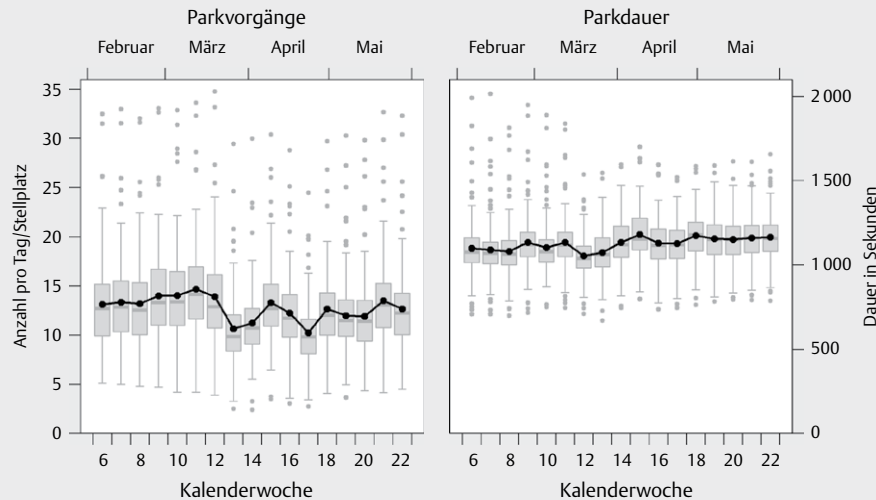 Parkvorgänge
Februar März April Mai
Anzahl pro Tag/Stellplatz
35
30
25
20
15
10
5
0
6 8 10 12 14 16 18 20 22
Kalenderwoche
Parkdauer
Februar März April Mai
2 000
1 500
1 000
500
0
Dauer in Sekunden
6 8 10 12 14 16 18 20 22
Kalenderwoche